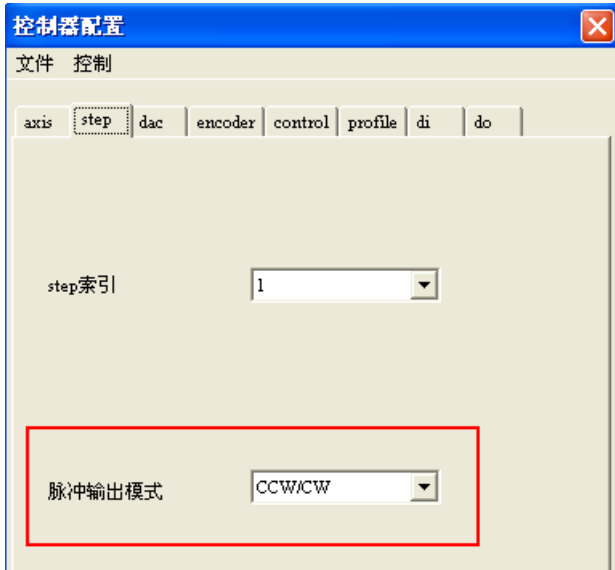 控制器配置
文件 控制
axis step dac encoder control profile di do
step索引 1
脉冲输出模式 CCW/CW